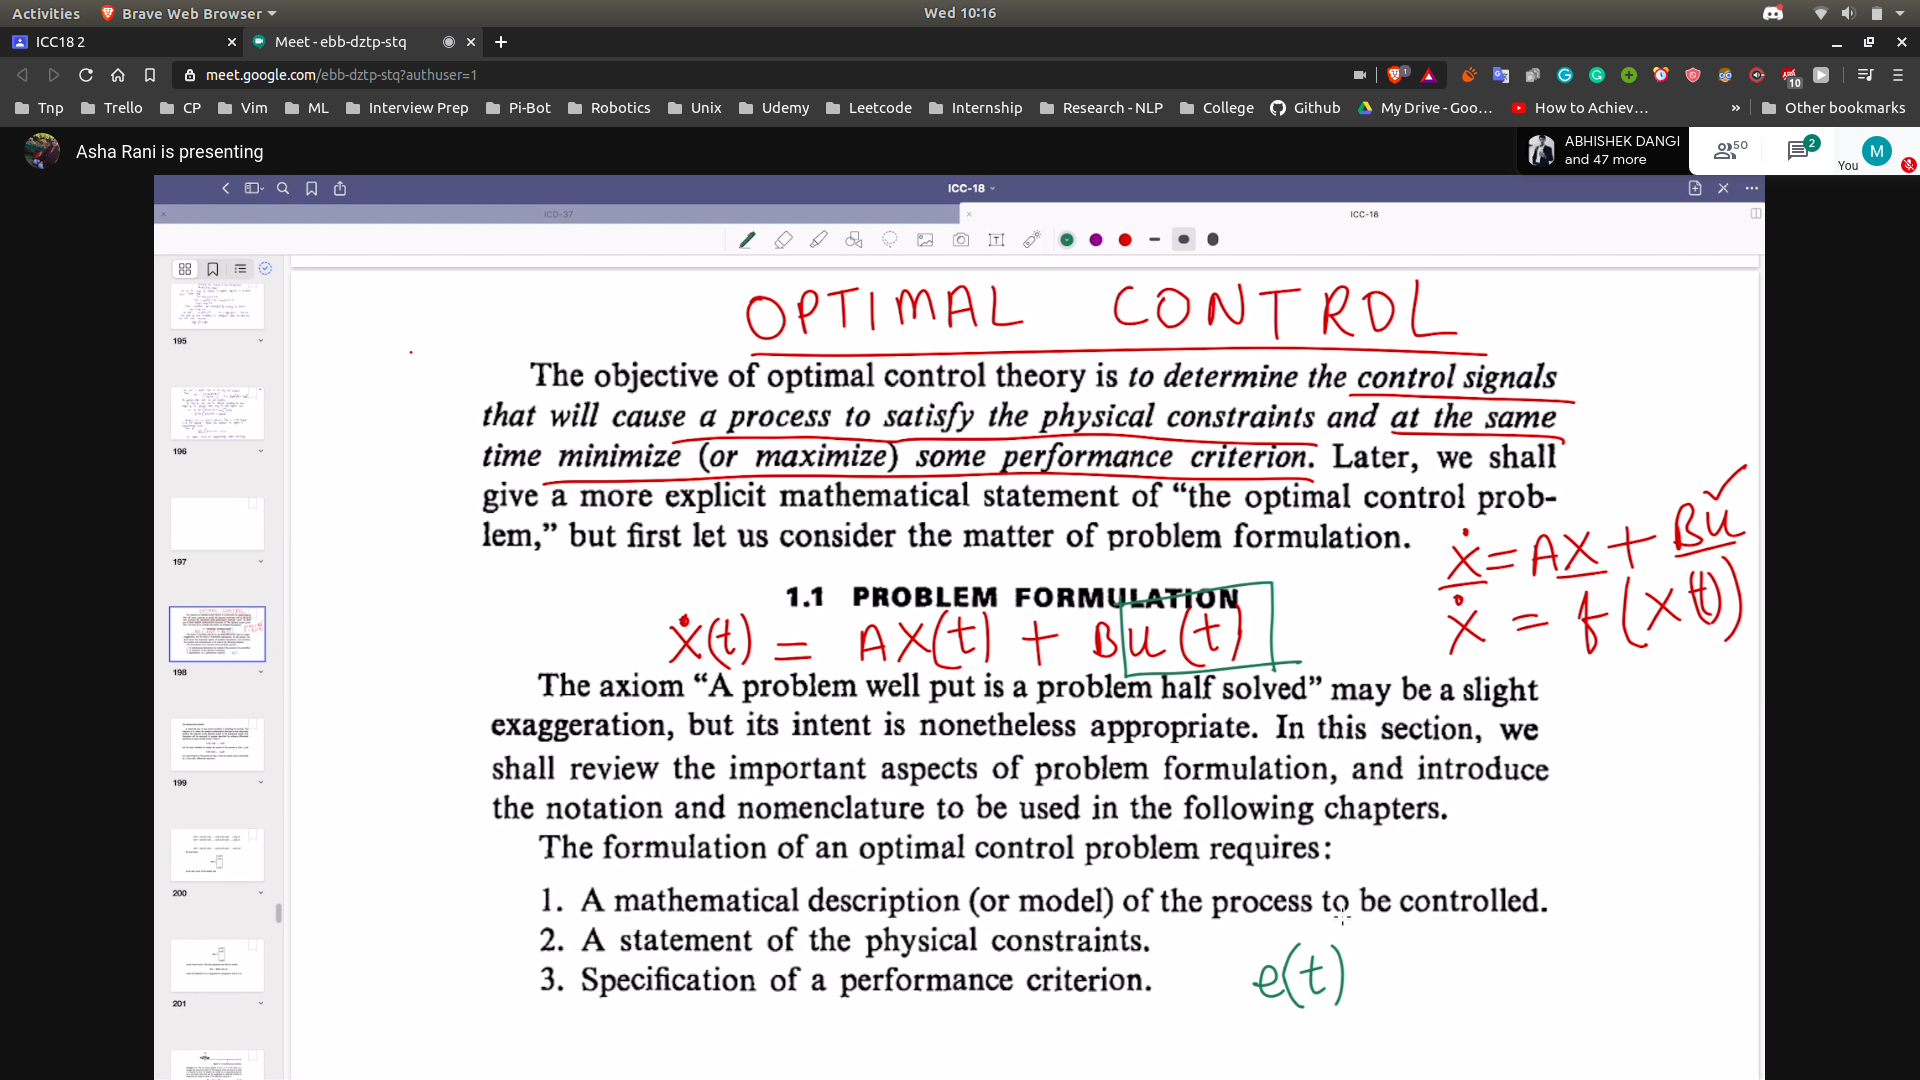 Activities Brave Web Browser Wed 10:16
ICC18 2 Meet - ebb-dztp-stq
meet.google.com/ebb-dztp-stq?authuser=1
1 10
Tnp Trello CP Vim ML Interview Prep Pi-Bot Robotics Unix Udemy Leetcode Internship Research - NLP College Github My Drive - Goo... How to Achiev... » Other bookmarks
Asha Rani is presenting
ABHISHEK DANGI
and 47 more
50
2
You
M
ICC-18
ICD-37 ICC-18
OPTIMAL CONTROL
The objective of optimal control theory is to determine the control signals
that will cause a process to satisfy the physical constraints and at the same
time minimize (or maximize) some performance criterion. Later, we shall
give a more explicit mathematical statement of “the optimal control prob-
lem,” but first let us consider the matter of problem formulation.
Ẋ = AX + BU ✓
Ẋ = f(X(t))
1.1 PROBLEM FORMULATION
Ẋ(t) = AX(t) + BU(t)
The axiom “A problem well put is a problem half solved” may be a slight
exaggeration, but its intent is nonetheless appropriate. In this section, we
shall review the important aspects of problem formulation, and introduce
the notation and nomenclature to be used in the following chapters.
The formulation of an optimal control problem requires:
1. A mathematical description (or model) of the process to be controlled.
2. A statement of the physical constraints.
3. Specification of a performance criterion.
e(t)
195
196
197
198
199
200
201